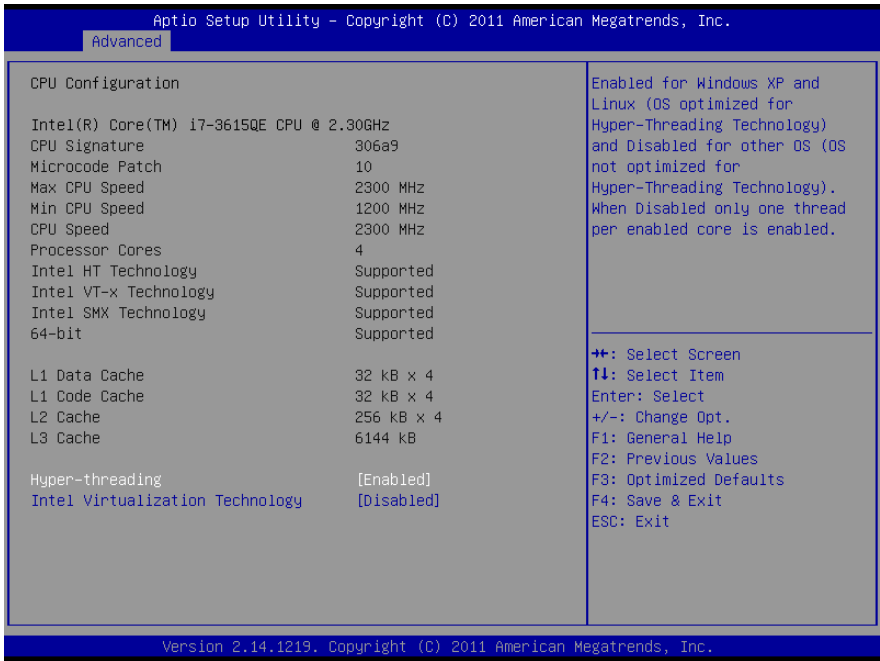 Aptio Setup Utility – Copyright (C) 2011 American Megatrends, Inc.
Advanced
CPU Configuration
Intel(R) Core(TM) i7-3615QE CPU @ 2.30GHz
CPU Signature 306a9
Microcode Patch 10
Max CPU Speed 2300 MHz
Min CPU Speed 1200 MHz
CPU Speed 2300 MHz
Processor Cores 4
Intel HT Technology Supported
Intel VT-x Technology Supported
Intel SMX Technology Supported
64-bit Supported
L1 Data Cache 32 kB x 4
L1 Code Cache 32 kB x 4
L2 Cache 256 kB x 4
L3 Cache 6144 kB
Hyper-threading [Enabled]
Intel Virtualization Technology [Disabled]
Enabled for Windows XP and
Linux (OS optimized for
Hyper-Threading Technology)
and Disabled for other OS (OS
not optimized for
Hyper-Threading Technology).
When Disabled only one thread
per enabled core is enabled.
→←: Select Screen
↑↓: Select Item
Enter: Select
+/-: Change Opt.
F1: General Help
F2: Previous Values
F3: Optimized Defaults
F4: Save & Exit
ESC: Exit
Version 2.14.1219. Copyright (C) 2011 American Megatrends, Inc.